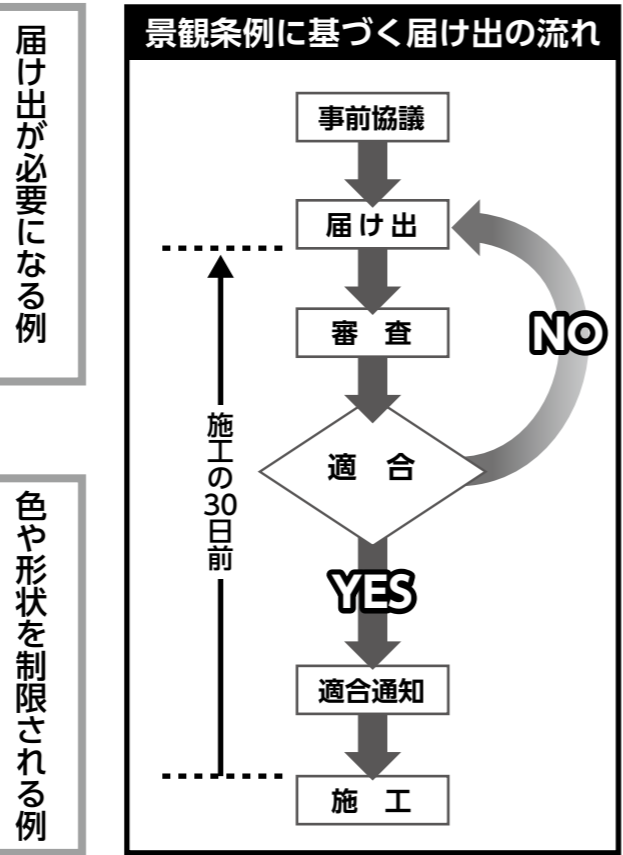 届け出が必要になる例
色や形状を制限される例
景観条例に基づく届け出の流れ
事前協議
届け出
審 査
適 合
NO
施工の30日前
YES
適合通知
施 工